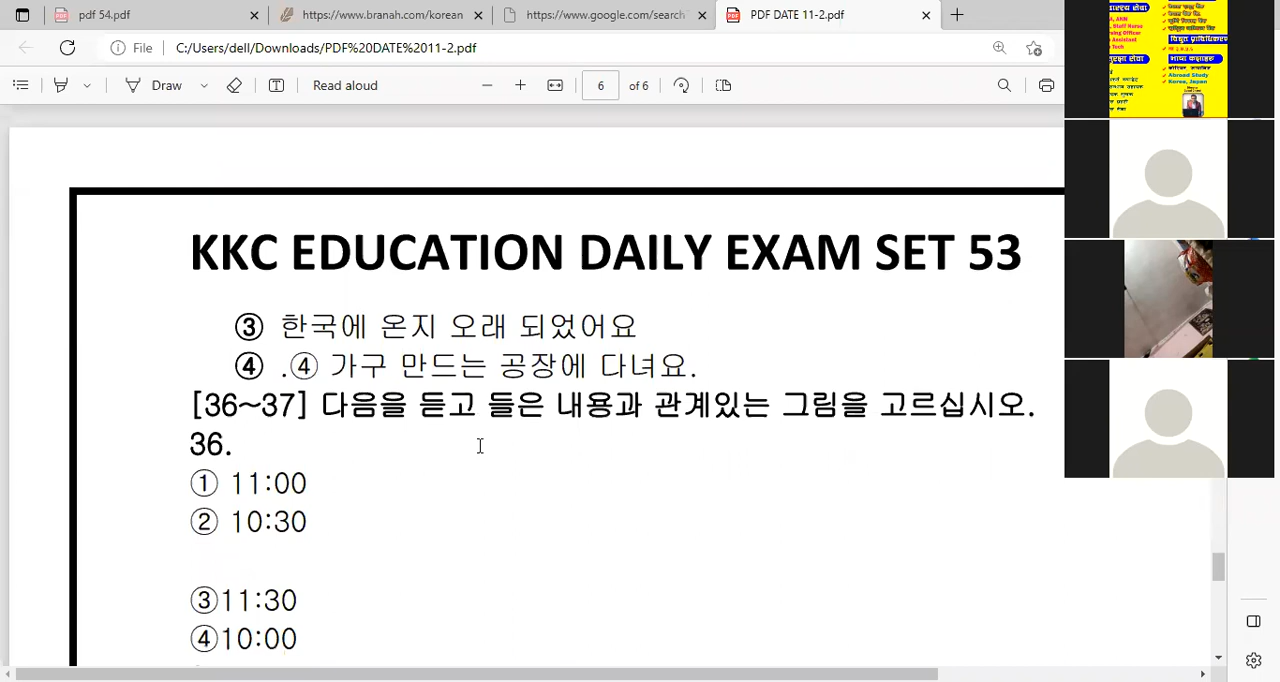 pdf 54.pdf
https://www.branah.com/korean
https://www.google.com/search?
PDF DATE 11-2.pdf
File
C:/Users/dell/Downloads/PDF%20DATE%2011-2.pdf
Draw
Read aloud
6
of 6
KKC EDUCATION DAILY EXAM SET 53
③ 한국에 온지 오래 되었어요
④ .④ 가구 만드는 공장에 다녀요.
[36~37] 다음을 듣고 들은 내용과 관계있는 그림을 고르십시오.
36.
① 11:00
② 10:30
③11:30
④10:00
Abroad Study
Korea, Japan